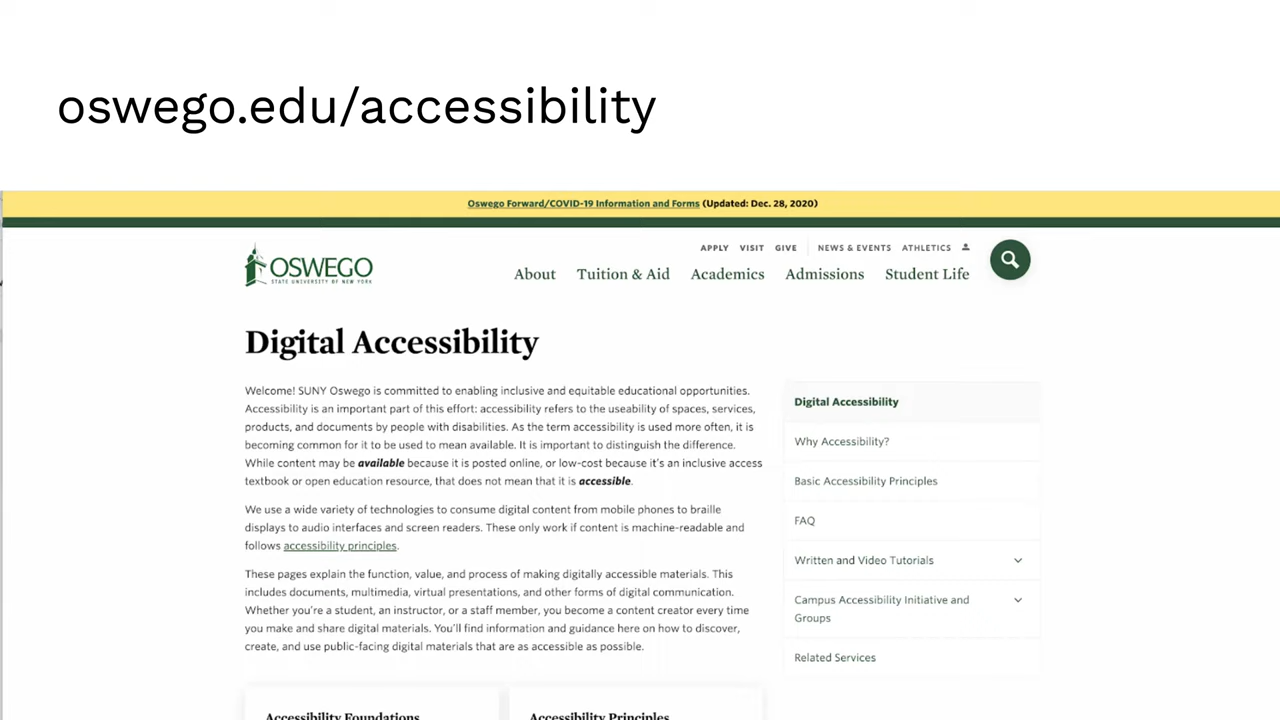 oswego.edu/accessibility
Oswego Forward/COVID-19 Information and Forms (Updated: Dec. 28, 2020)
APPLY VISIT GIVE NEWS & EVENTS ATHLETICS
OSWEGO
STATE UNIVERSITY OF NEW YORK
About Tuition & Aid Academics Admissions Student Life
Digital Accessibility
Welcome! SUNY Oswego is committed to enabling inclusive and equitable educational opportunities.
Accessibility is an important part of this effort: accessibility refers to the useability of spaces, services,
products, and documents by people with disabilities. As the term accessibility is used more often, it is
becoming common for it to be used to mean available. It is important to distinguish the difference.
While content may be available because it is posted online, or low-cost because it's an inclusive access
textbook or open education resource, that does not mean that it is accessible.
We use a wide variety of technologies to consume digital content from mobile phones to braille
displays to audio interfaces and screen readers. These only work if content is machine-readable and
follows accessibility principles.
These pages explain the function, value, and process of making digitally accessible materials. This
includes documents, multimedia, virtual presentations, and other forms of digital communication.
Whether you're a student, an instructor, or a staff member, you become a content creator every time
you make and share digital materials. You'll find information and guidance here on how to discover,
create, and use public-facing digital materials that are as accessible as possible.
Digital Accessibility
Why Accessibility?
Basic Accessibility Principles
FAQ
Written and Video Tutorials
Campus Accessibility Initiative and
Groups
Related Services
Accessibility Foundations
Accessibility Principles